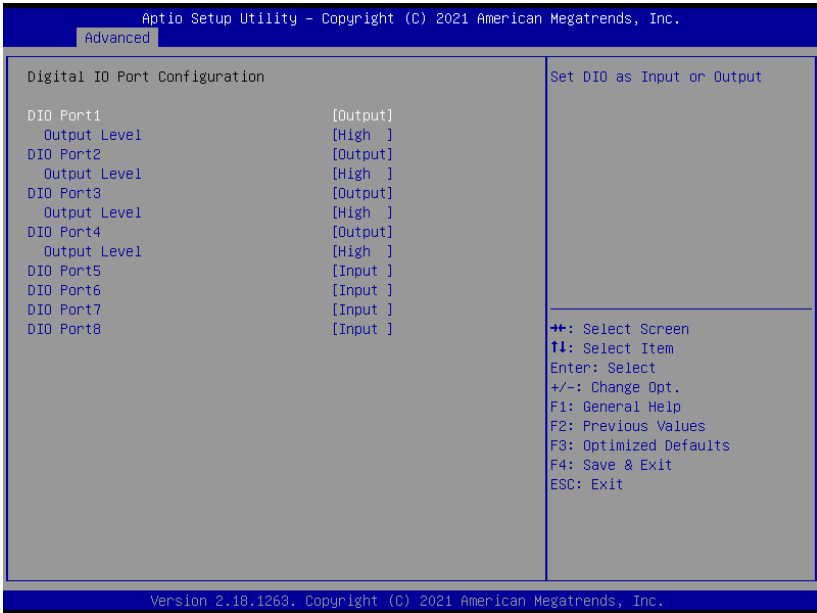 Aptio Setup Utility – Copyright (C) 2021 American Megatrends, Inc.
Advanced
Digital IO Port Configuration
DIO Port1 [Output]
Output Level [High ]
DIO Port2 [Output]
Output Level [High ]
DIO Port3 [Output]
Output Level [High ]
DIO Port4 [Output]
Output Level [High ]
DIO Port5 [Input ]
DIO Port6 [Input ]
DIO Port7 [Input ]
DIO Port8 [Input ]
Set DIO as Input or Output
→←: Select Screen
↑↓: Select Item
Enter: Select
+/-: Change Opt.
F1: General Help
F2: Previous Values
F3: Optimized Defaults
F4: Save & Exit
ESC: Exit
Version 2.18.1263. Copyright (C) 2021 American Megatrends, Inc.